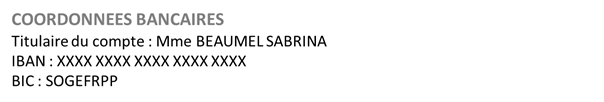 COORDONNEES BANCAIRES
Titulaire du compte : Mme BEAUMEL SABRINA
IBAN : XXXX XXXX XXXX XXXX XXXX
BIC : SOGEFRPP